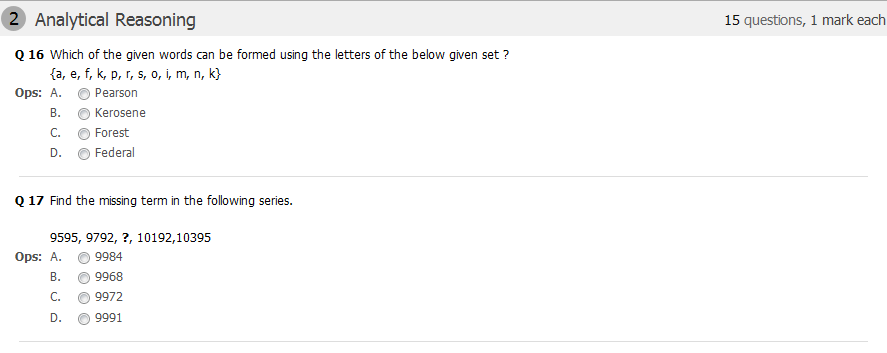 2 Analytical Reasoning 15 questions, 1 mark each
Q 16 Which of the given words can be formed using the letters of the below given set ?
{a, e, f, k, p, r, s, o, i, m, n, k}
Ops: A. Pearson
B. Kerosene
C. Forest
D. Federal
Q 17 Find the missing term in the following series.
9595, 9792, ?, 10192,10395
Ops: A. 9984
B. 9968
C. 9972
D. 9991